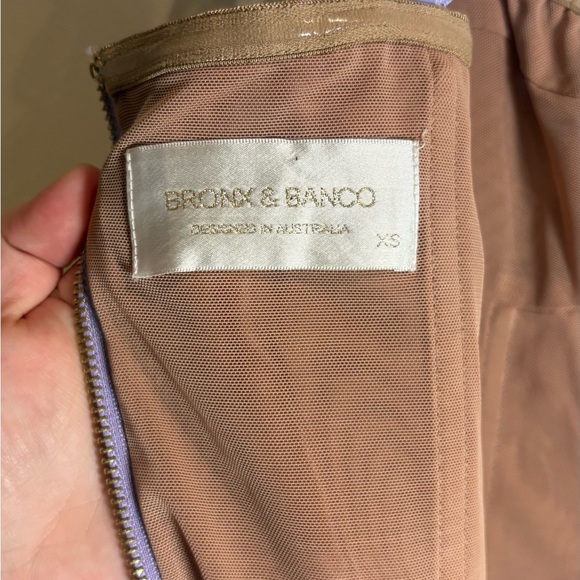 BRONX & BANCO
DESIGNED IN AUSTRALIA
XS